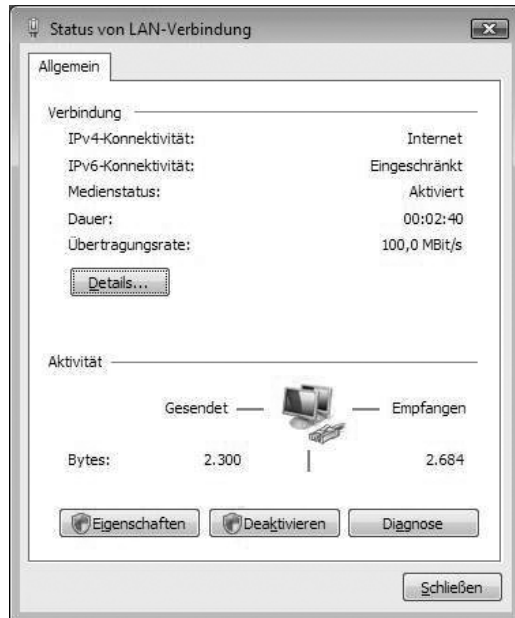 Status von LAN-Verbindung
Allgemein
Verbindung
IPv4-Konnektivität: Internet
IPv6-Konnektivität: Eingeschränkt
Medienstatus: Aktiviert
Dauer: 00:02:40
Übertragungsrate: 100,0 MBit/s
Details...
Aktivität
Gesendet Empfangen
Bytes: 2.300 2.684
Eigenschaften Deaktivieren Diagnose
Schließen